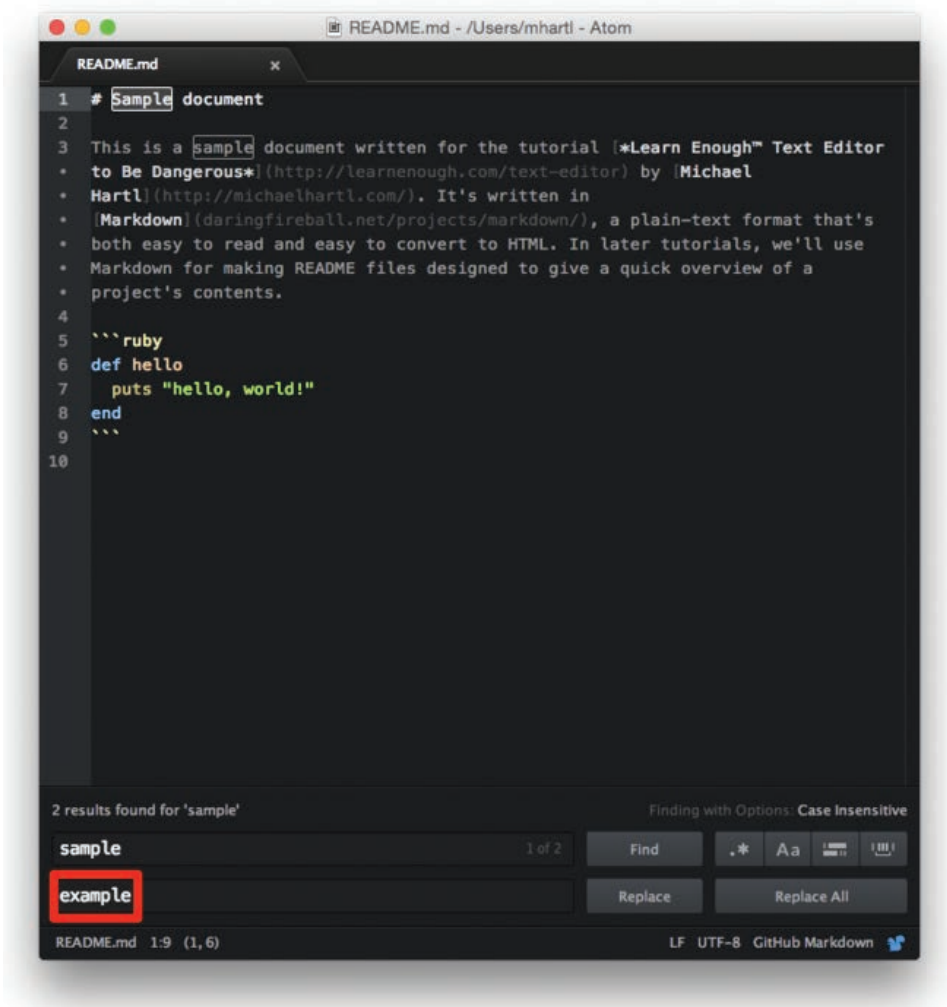 README.md - /Users/mhartl - Atom
README.md ×
1 # Sample document
2
3 This is a sample document written for the tutorial [*Learn Enough™ Text Editor
• to Be Dangerous*](http://learnenough.com/text-editor) by [Michael
• Hartl](http://michaelhartl.com/). It's written in
• [Markdown](daringfireball.net/projects/markdown/), a plain-text format that's
• both easy to read and easy to convert to HTML. In later tutorials, we'll use
• Markdown for making README files designed to give a quick overview of a
• project's contents.
4
5 ```ruby
6 def hello
7   puts "hello, world!"
8 end
9 ```
10
2 results found for 'sample' Finding with Options: Case Insensitive
sample 1 of 2 Find .* Aa
example Replace Replace All
README.md 1:9 (1, 6) LF UTF-8 GitHub Markdown